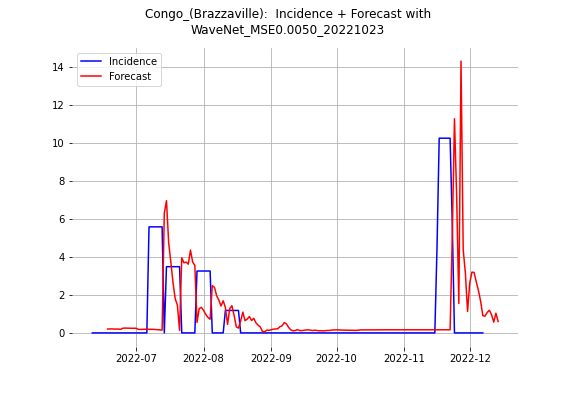 Congo_(Brazzaville):  Incidence + Forecast with
WaveNet_MSE0.0050_20221023
Incidence
Forecast
14
12
10
8
6
4
2
0
2022-07 2022-08 2022-09 2022-10 2022-11 2022-12